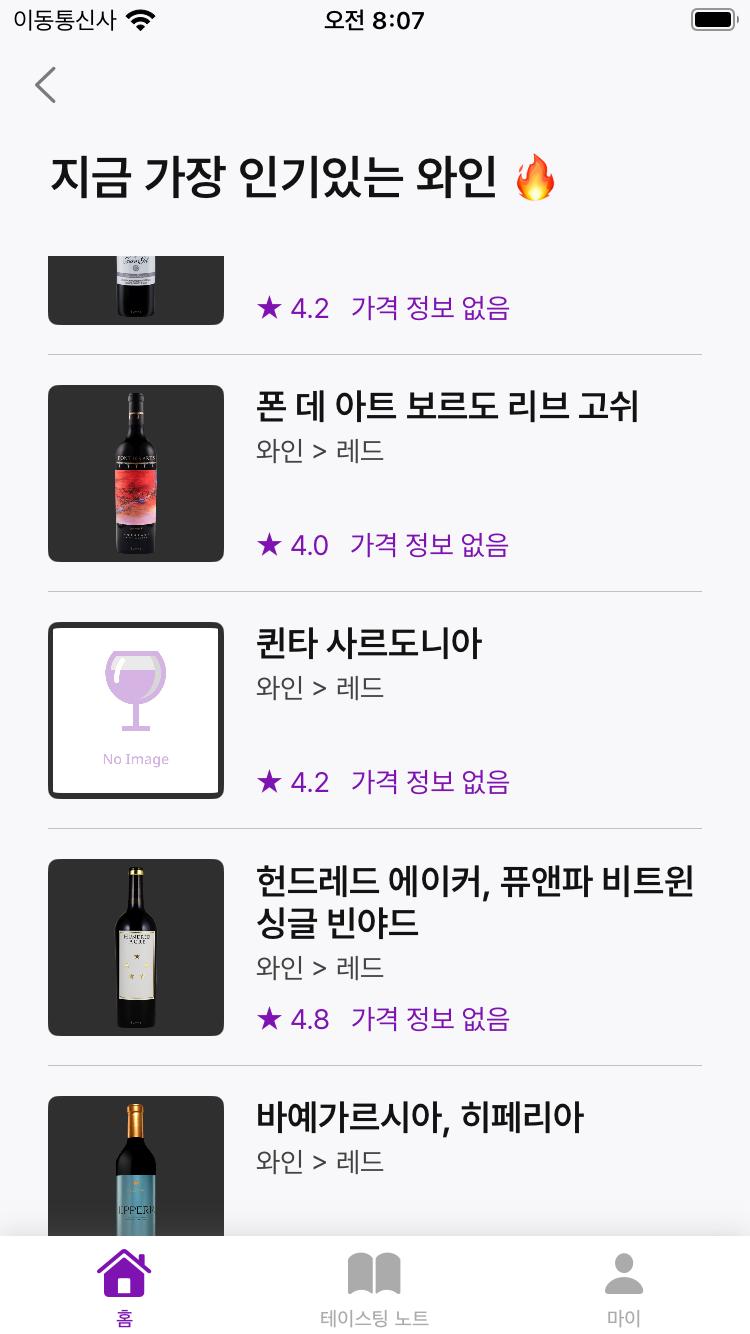 이동통신사
오전 8:07
지금 가장 인기있는 와인 🔥
★ 4.2 가격 정보 없음
폰 데 아트 보르도 리브 고쉬
와인 > 레드
★ 4.0 가격 정보 없음
No Image
퀸타 사르도니아
와인 > 레드
★ 4.2 가격 정보 없음
HUNDRED
ACRE
헌드레드 에이커, 퓨앤파 비트윈
싱글 빈야드
와인 > 레드
★ 4.8 가격 정보 없음
바예가르시아, 히페리아
와인 > 레드
홈
테이스팅 노트
마이